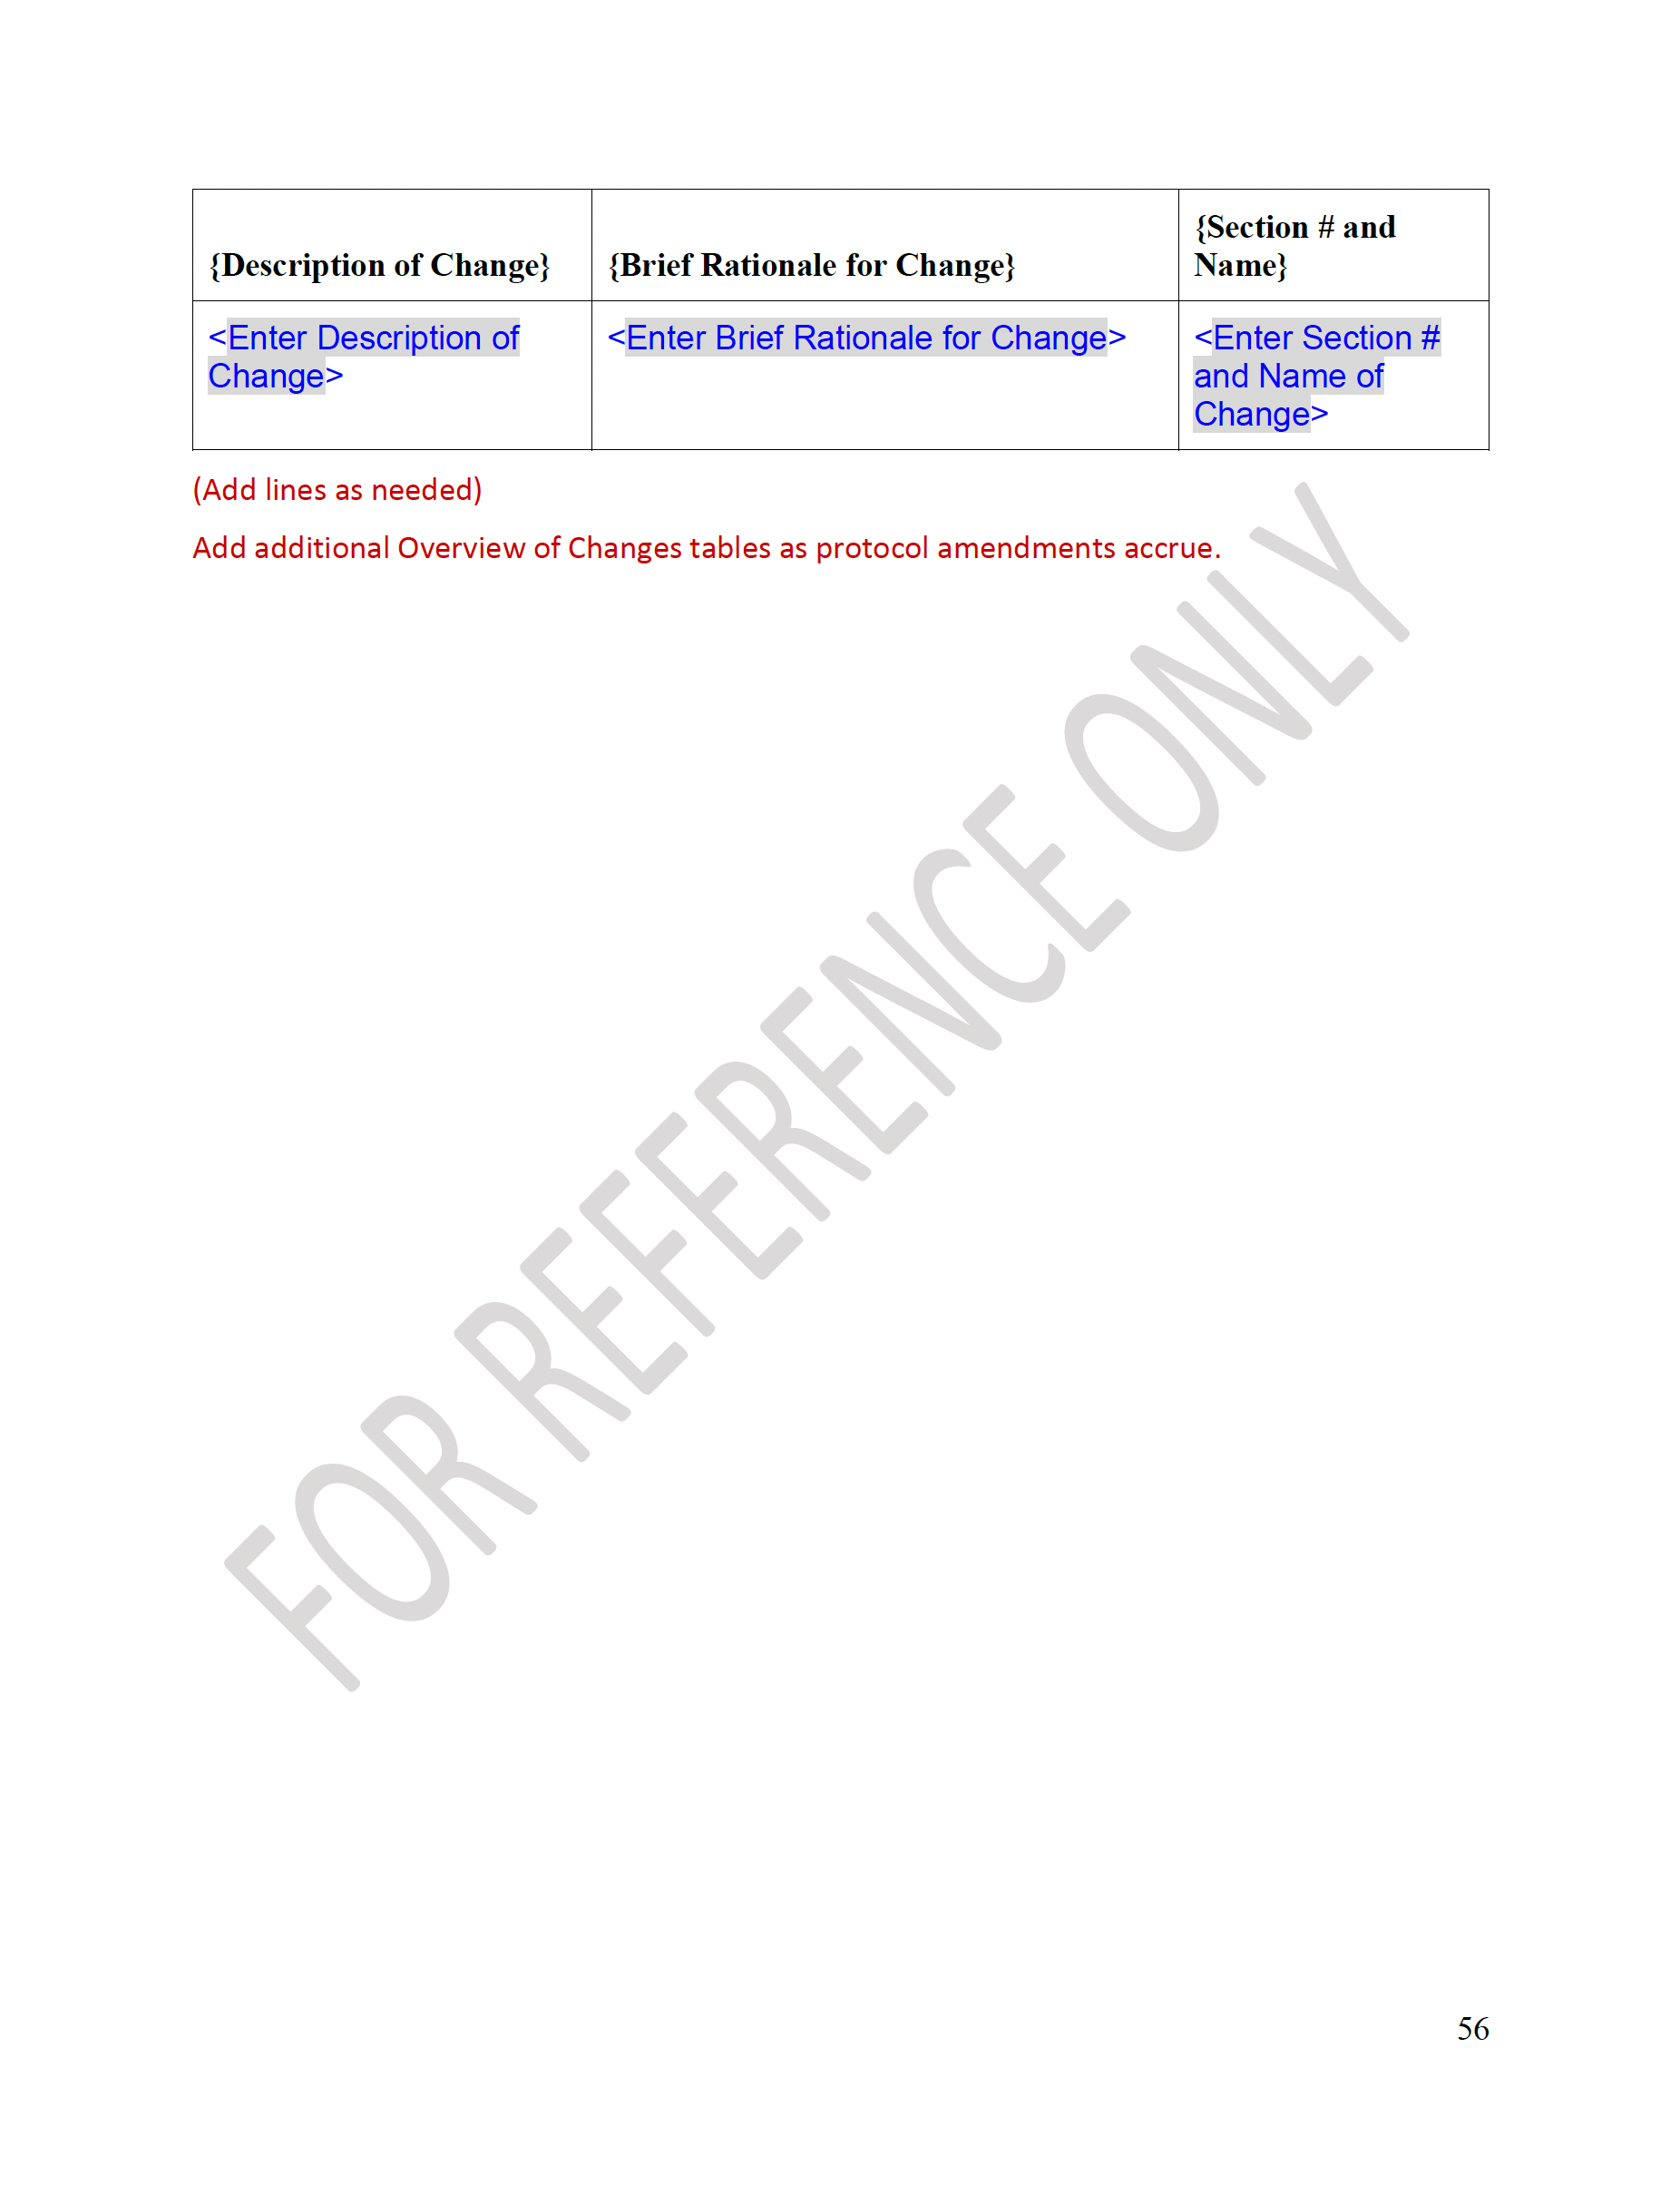 {Description of Change}
{Brief Rationale for Change}
{Section # and
Name}
<Enter Description of
Change>
<Enter Brief Rationale for Change>
<Enter Section #
and Name of
Change>
(Add lines as needed)
Add additional Overview of Changes tables as protocol amendments accrue.
FOR REFERENCE ONLY
56